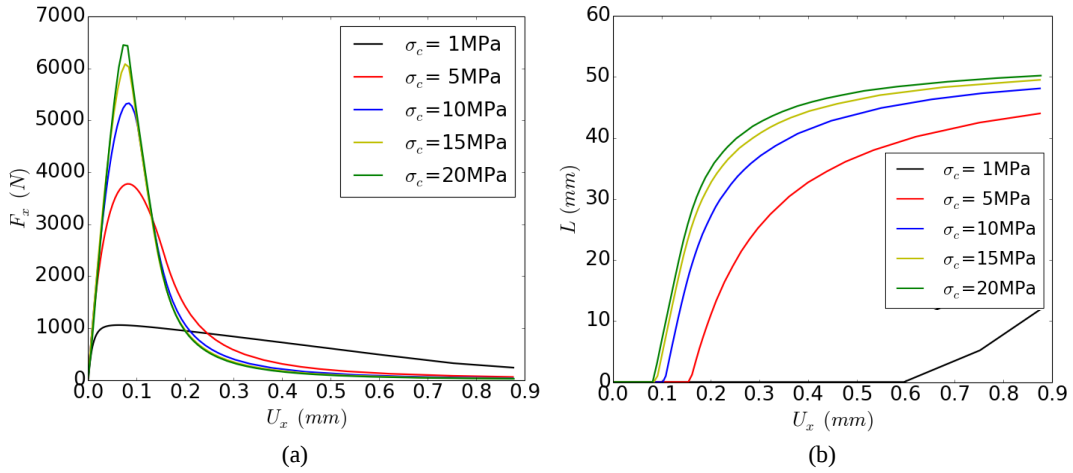 7000
6000
5000
4000
3000
2000
1000
0
F_x (N)
0.0 0.1 0.2 0.3 0.4 0.5 0.6 0.7 0.8 0.9
U_x (mm)
σ_c= 1MPa
σ_c= 5MPa
σ_c=10MPa
σ_c=15MPa
σ_c=20MPa
(a)
60
50
40
30
20
10
0
L (mm)
0.0 0.1 0.2 0.3 0.4 0.5 0.6 0.7 0.8 0.9
U_x (mm)
σ_c= 1MPa
σ_c= 5MPa
σ_c=10MPa
σ_c=15MPa
σ_c=20MPa
(b)